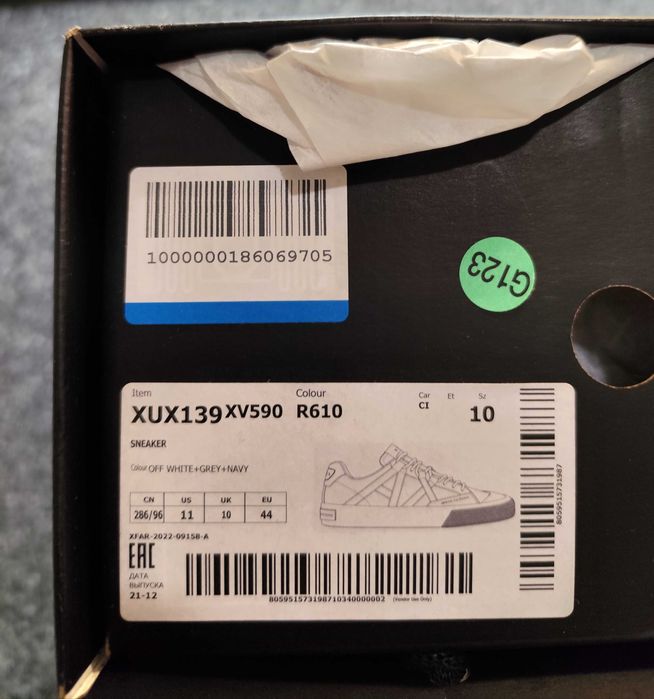 1000000186069705
G123
Item Colour Car Et Sz
XUX139 XV590 R610 CI 10
SNEAKER
Colour OFF WHITE+GREY+NAVY
CN US UK EU
286/96 11 10 44
XFAR-2022-09158-A
EAC
ДАТА
ВЫПУСКА
21-12
805951573198710340000002 (Vendor Use Only)
8059515731987